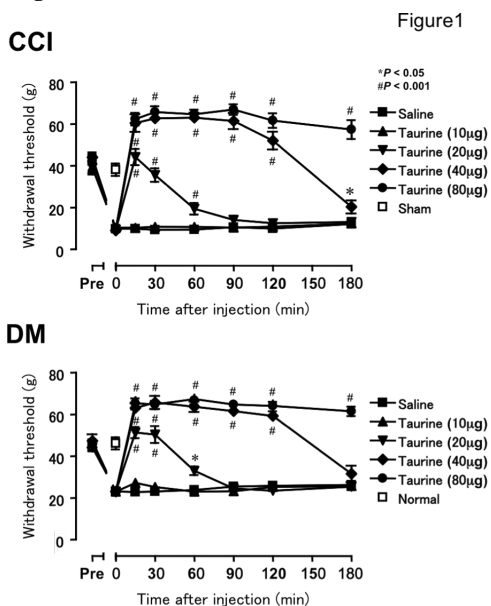 Figure1
CCI
*P < 0.05
#P < 0.001
Withdrawal threshold (g)
80
60
40
20
0
# # # # # #
# # # # #
# # #
*
Saline
Taurine (10μg)
Taurine (20μg)
Taurine (40μg)
Taurine (80μg)
Sham
Pre 0 30 60 90 120 150 180
Time after injection (min)
DM
Withdrawal threshold (g)
80
60
40
20
0
# # # # # #
# # # # #
# # *
Saline
Taurine (10μg)
Taurine (20μg)
Taurine (40μg)
Taurine (80μg)
Normal
Pre 0 30 60 90 120 150 180
Time after injection (min)